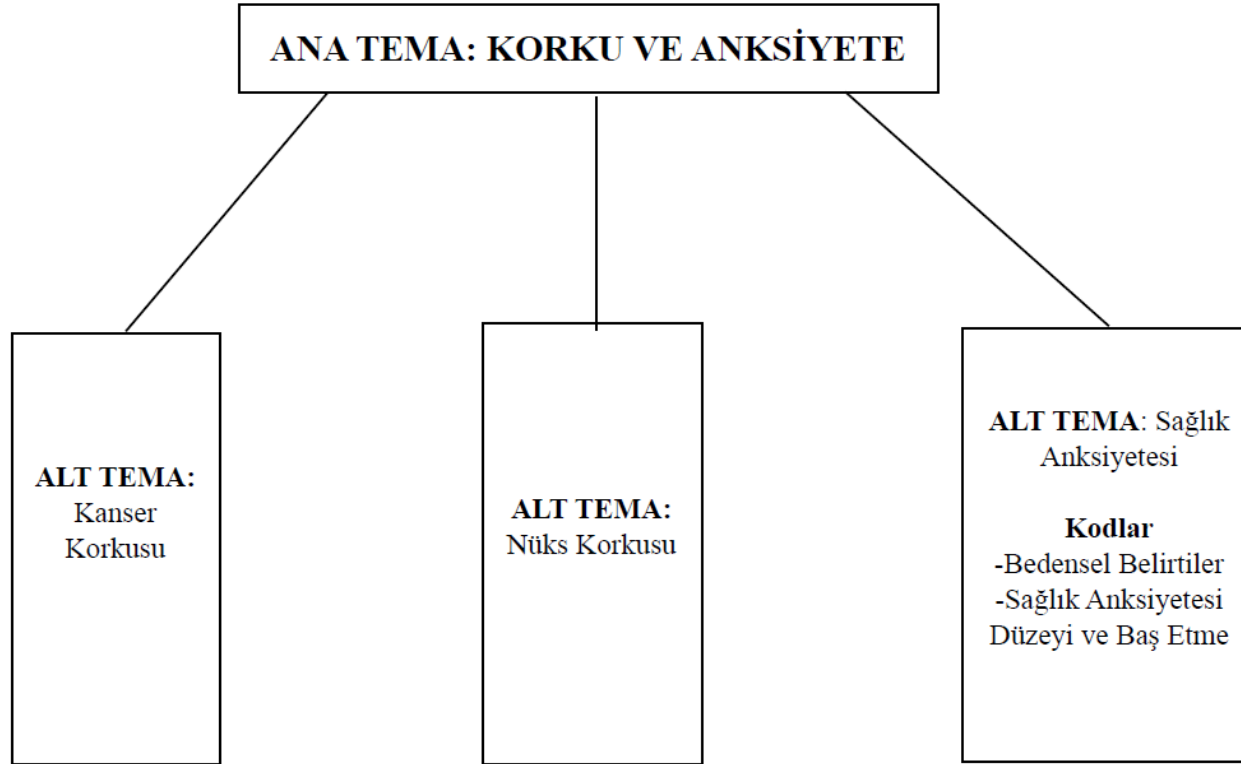 ANA TEMA: KORKU VE ANKSİYETE
ALT TEMA:
Kanser
Korkusu
ALT TEMA:
Nüks Korkusu
ALT TEMA: Sağlık
Anksiyetesi
Kodlar
-Bedensel Belirtiler
-Sağlık Anksiyetesi
Düzeyi ve Baş Etme